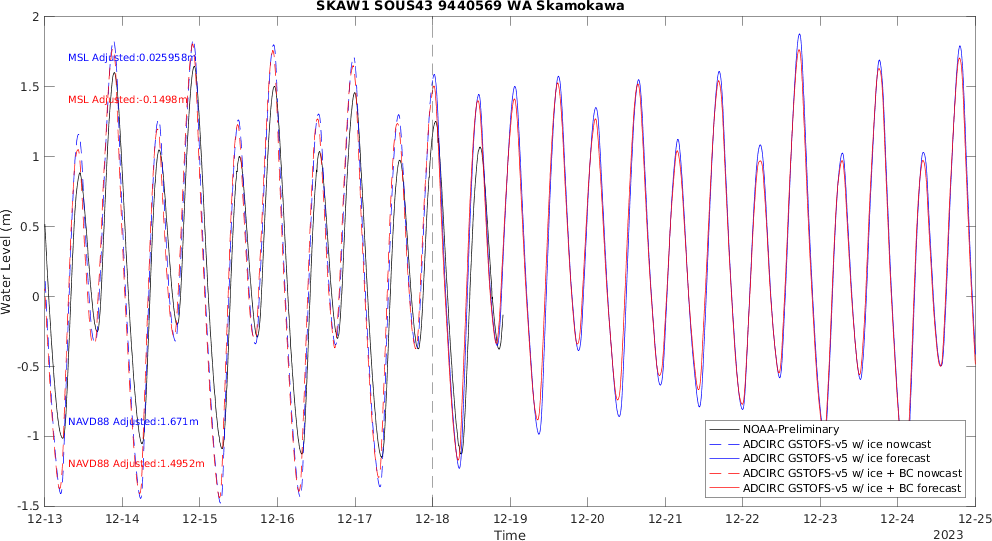 SKAW1 SOUS43 9440569 WA Skamokawa
2
1.5
1
0.5
0
-0.5
-1
-1.5
Water Level (m)
MSL Adjusted:0.025958m
MSL Adjusted:-0.1498m
NAVD88 Adjusted:1.671m
NAVD88 Adjusted:1.4952m
NOAA-Preliminary
ADCIRC GSTOFS-v5 w/ ice nowcast
ADCIRC GSTOFS-v5 w/ ice forecast
ADCIRC GSTOFS-v5 w/ ice + BC nowcast
ADCIRC GSTOFS-v5 w/ ice + BC forecast
12-13 12-14 12-15 12-16 12-17 12-18 12-19 12-20 12-21 12-22 12-23 12-24 12-25
Time
2023